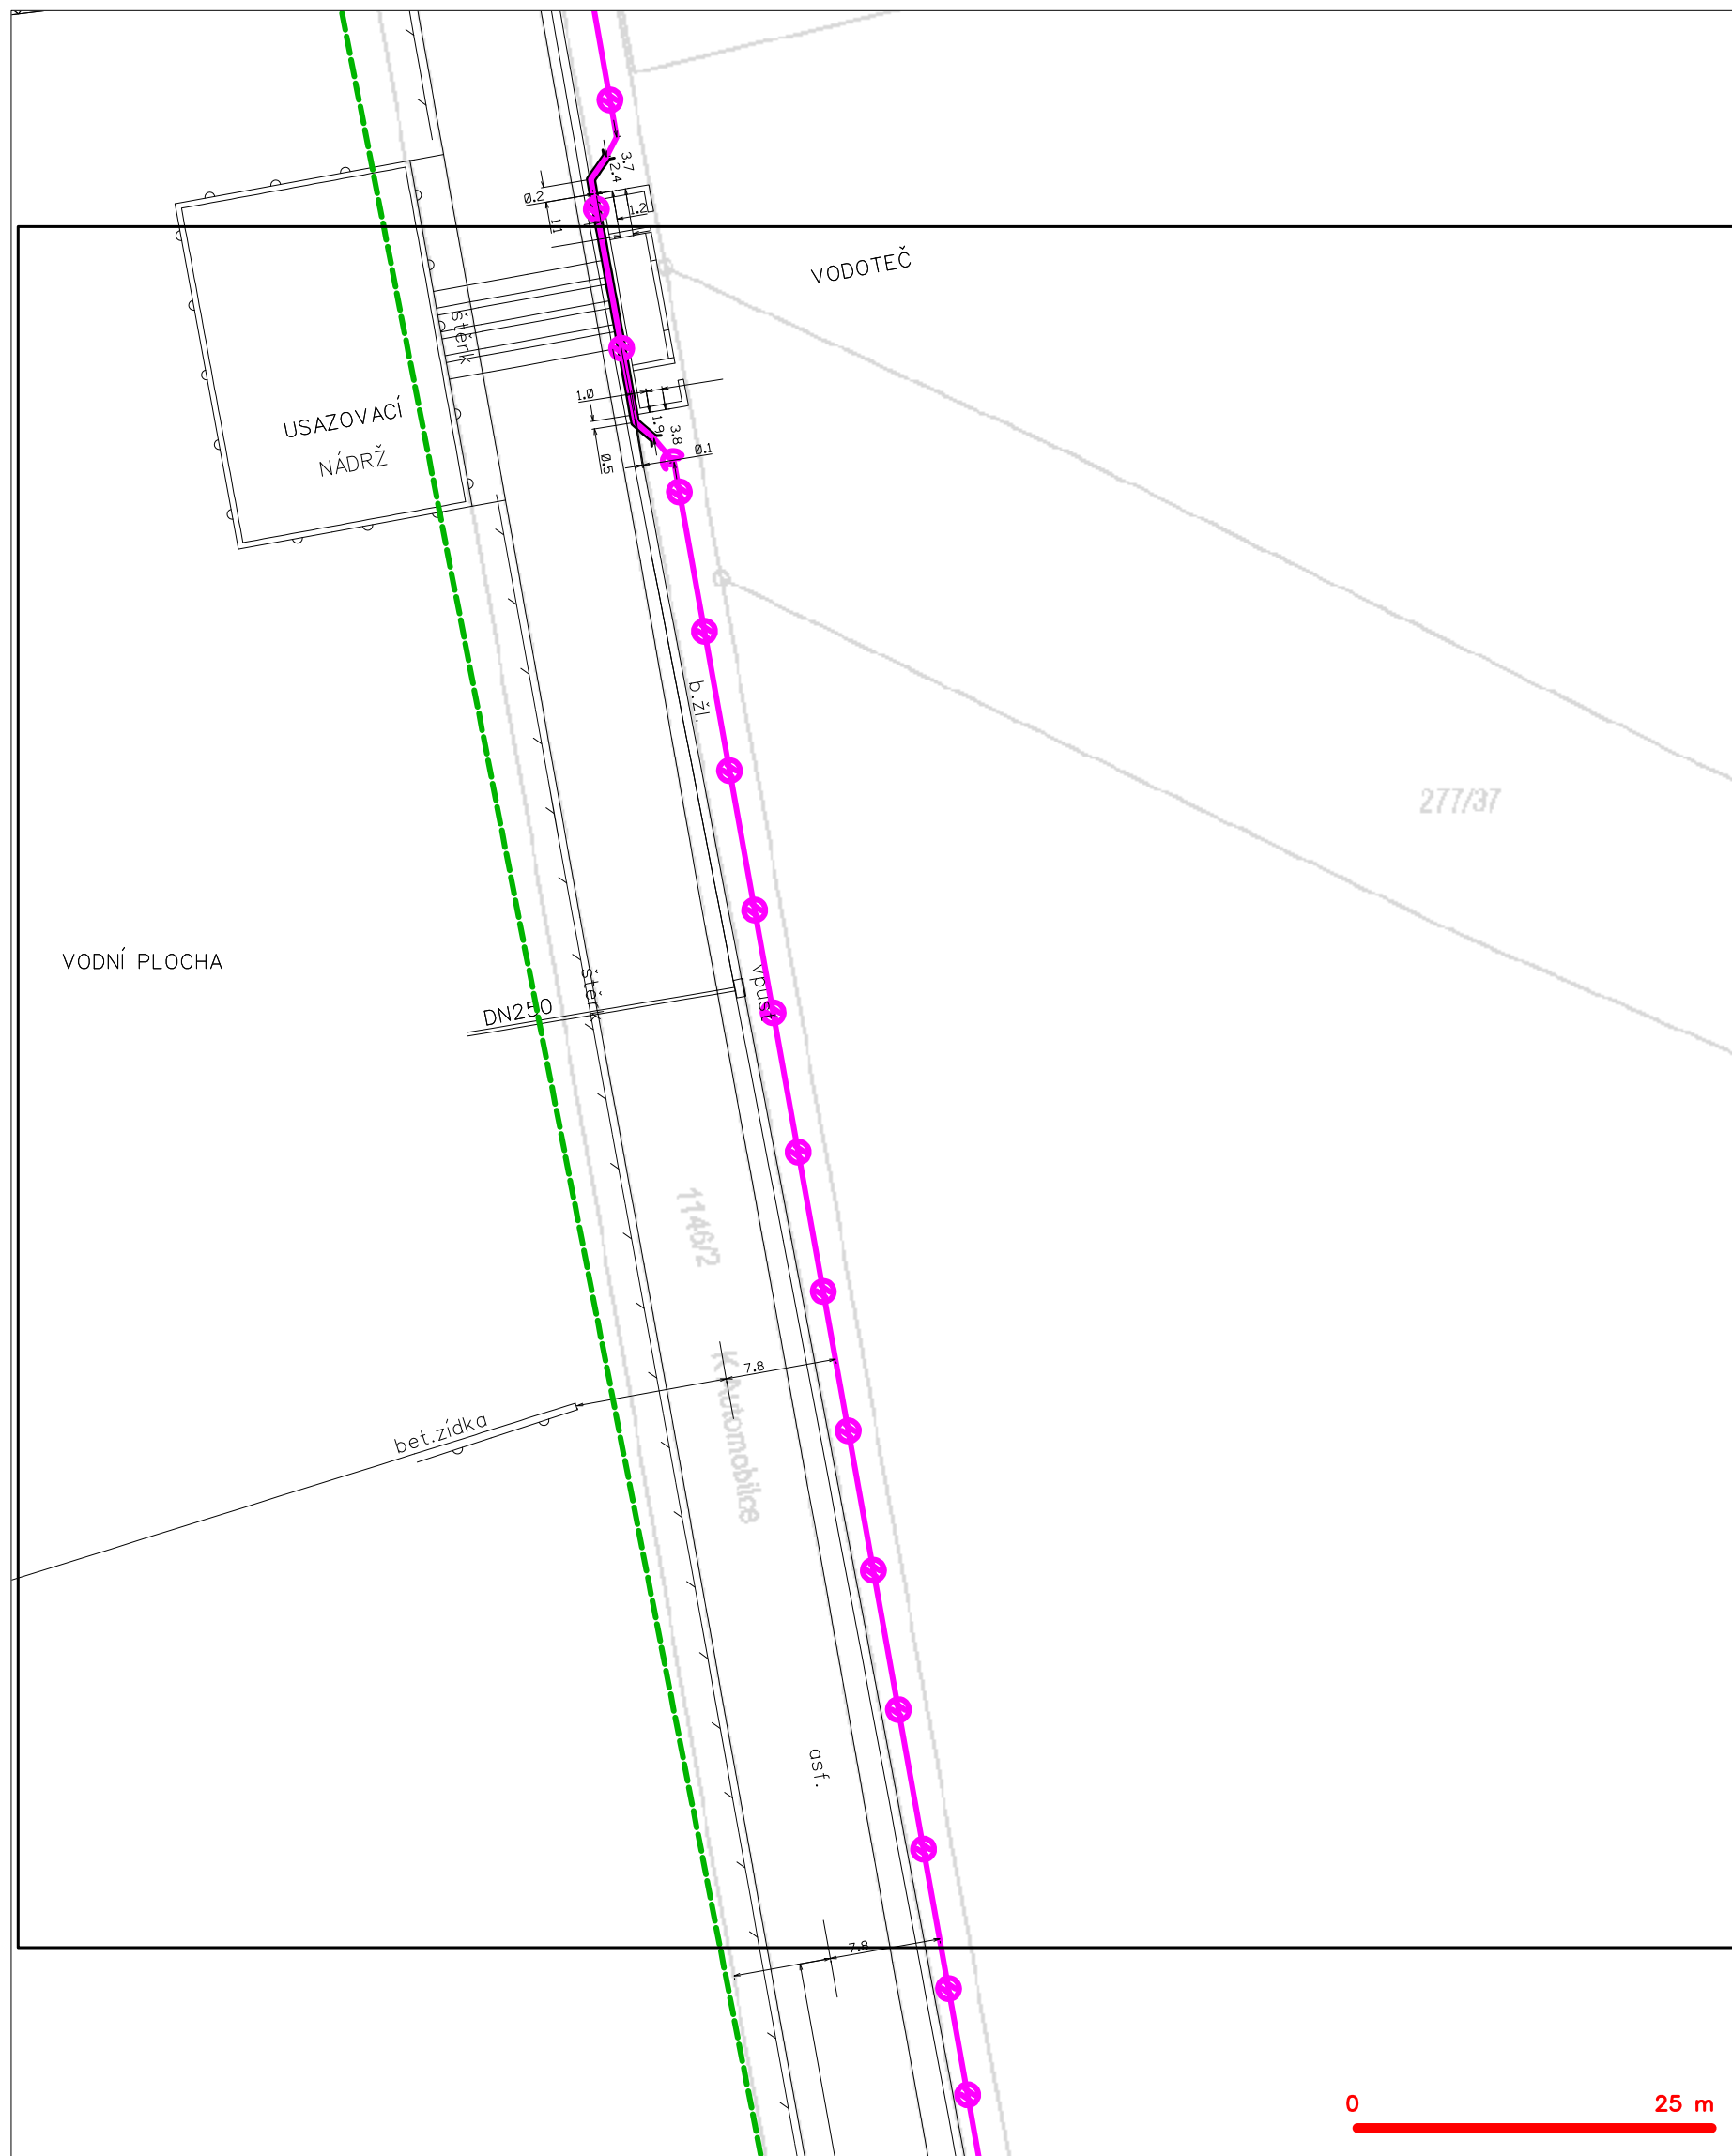 3.7
2.4
0.2
1.2
1.1
VODOTEČ
štěrk
1.0
USAZOVACÍ
NÁDRŽ
1.9
3.8
0.1
0.5
b.žl.
277/37
VODNÍ PLOCHA
štěrk
vpusť
DN250
1146/2
7.8
K Automobilce
bet.zídka
asf.
7.8
0 25 m